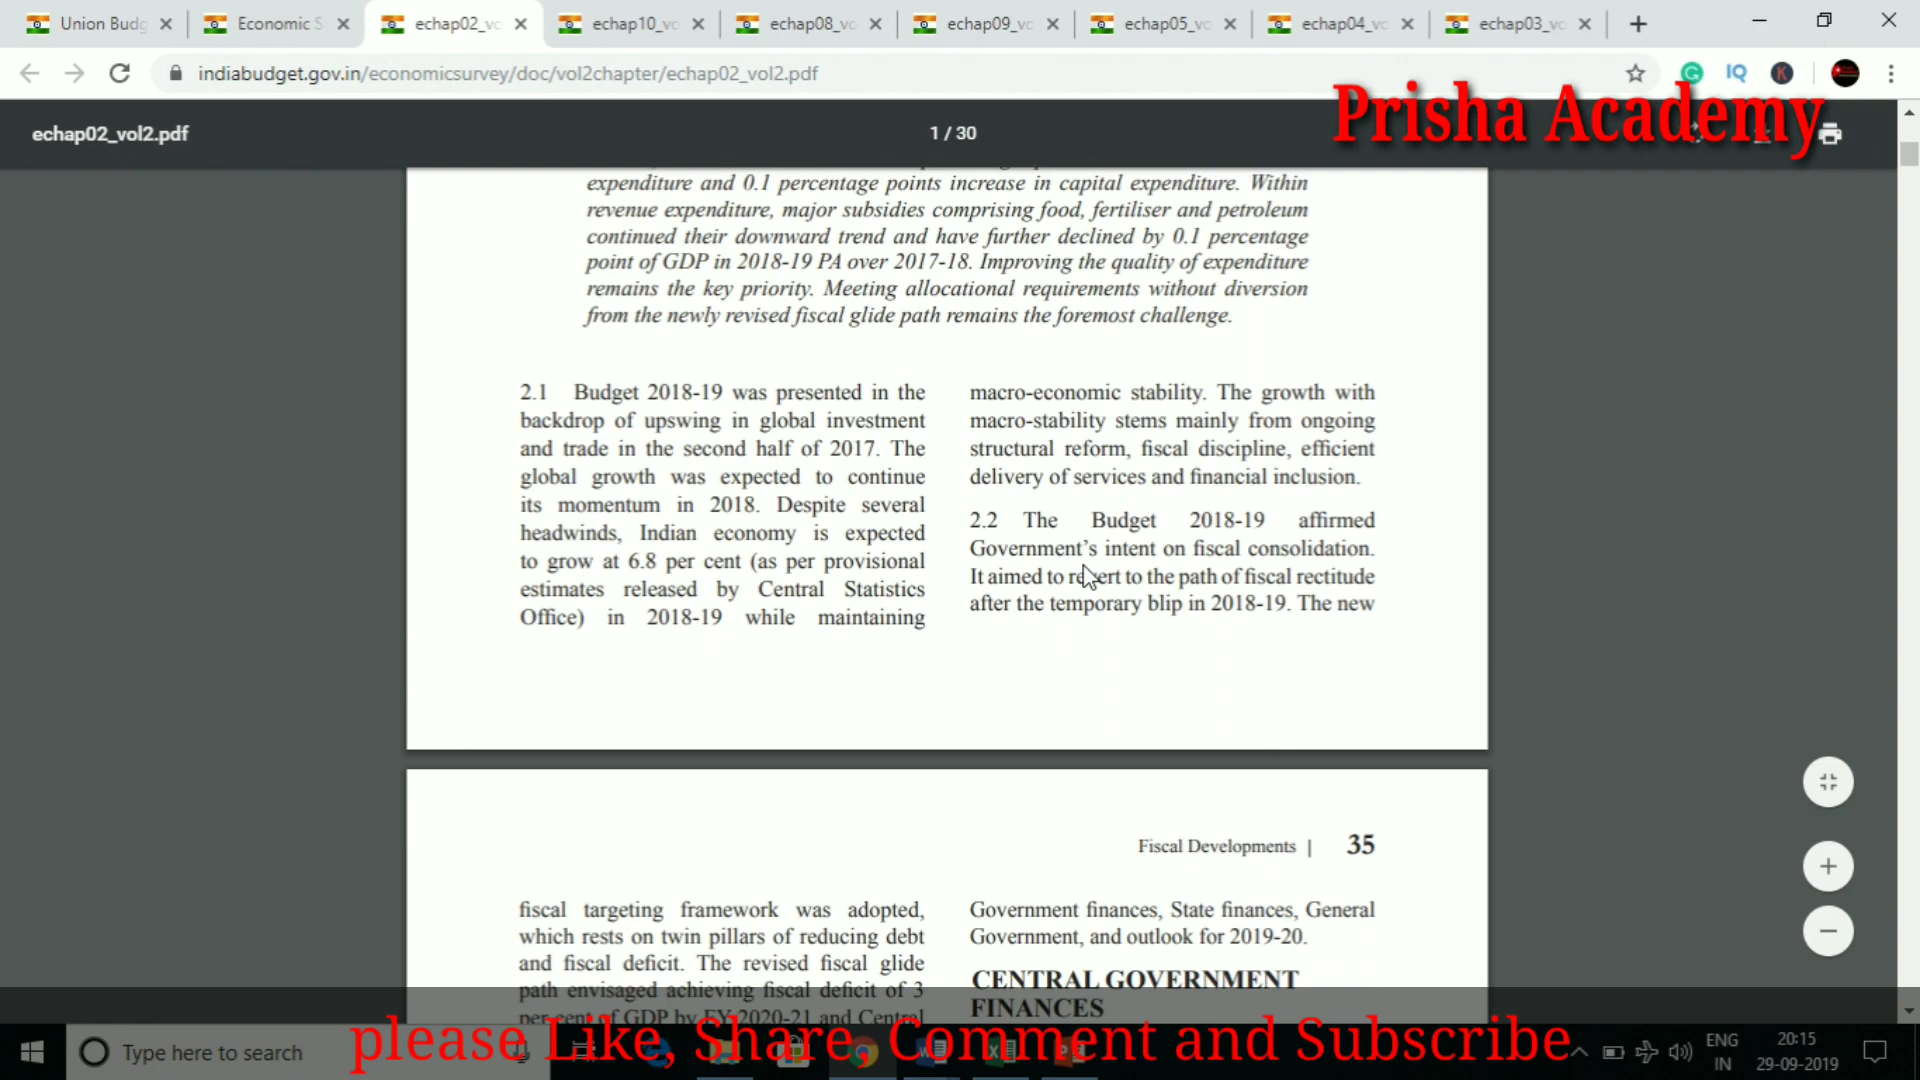 Union Budg
Economic S
echap02_vo
echap10_vo
echap08_vo
echap09_vo
echap05_vo
echap04_vo
echap03_vo
indiabudget.gov.in/economicsurvey/doc/vol2chapter/echap02_vol2.pdf
IQ
K
Prisha Academy
echap02_vol2.pdf
1 / 30
expenditure and 0.1 percentage points increase in capital expenditure. Within
revenue expenditure, major subsidies comprising food, fertiliser and petroleum
continued their downward trend and have further declined by 0.1 percentage
point of GDP in 2018-19 PA over 2017-18. Improving the quality of expenditure
remains the key priority. Meeting allocational requirements without diversion
from the newly revised fiscal glide path remains the foremost challenge.
2.1 Budget 2018-19 was presented in the
backdrop of upswing in global investment
and trade in the second half of 2017. The
global growth was expected to continue
its momentum in 2018. Despite several
headwinds, Indian economy is expected
to grow at 6.8 per cent (as per provisional
estimates released by Central Statistics
Office) in 2018-19 while maintaining
macro-economic stability. The growth with
macro-stability stems mainly from ongoing
structural reform, fiscal discipline, efficient
delivery of services and financial inclusion.
2.2 The Budget 2018-19 affirmed
Government's intent on fiscal consolidation.
It aimed to revert to the path of fiscal rectitude
after the temporary blip in 2018-19. The new
Fiscal Developments | 35
fiscal targeting framework was adopted,
which rests on twin pillars of reducing debt
and fiscal deficit. The revised fiscal glide
path envisaged achieving fiscal deficit of 3
per cent of GDP by FY 2020-21 and Central
Government finances, State finances, General
Government, and outlook for 2019-20.
CENTRAL GOVERNMENT
FINANCES
please Like, Share, Comment and Subscribe
Type here to search
ENG
IN
20:15
29-09-2019